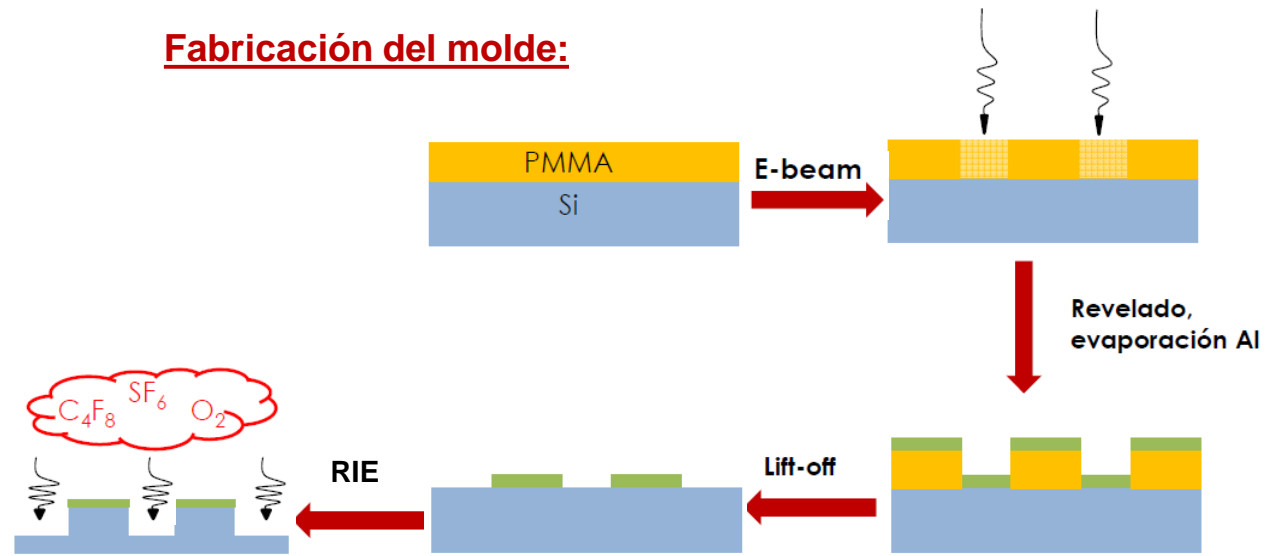 Fabricación del molde:
PMMA
Si
E-beam
Revelado,
evaporación Al
Lift-off
RIE
C₄F₈ SF₆ O₂